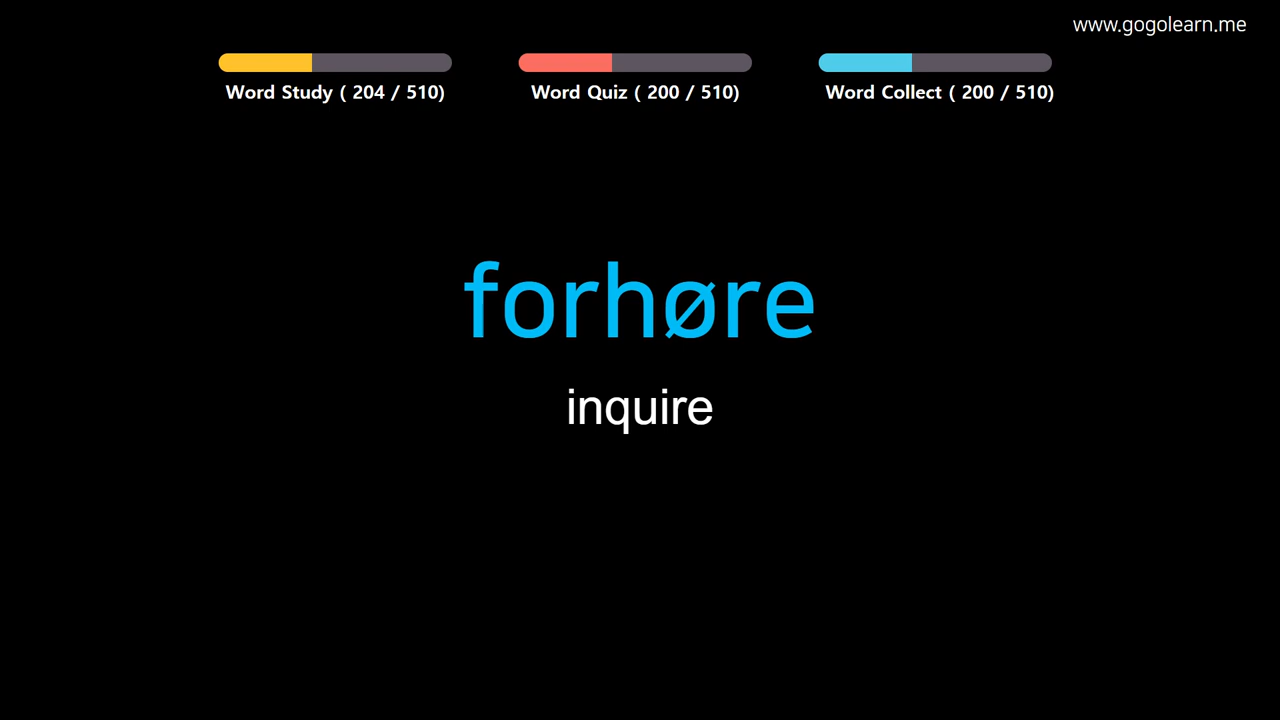 www.gogolearn.me
Word Study ( 204 / 510)
Word Quiz ( 200 / 510)
Word Collect ( 200 / 510)
forhøre
inquire